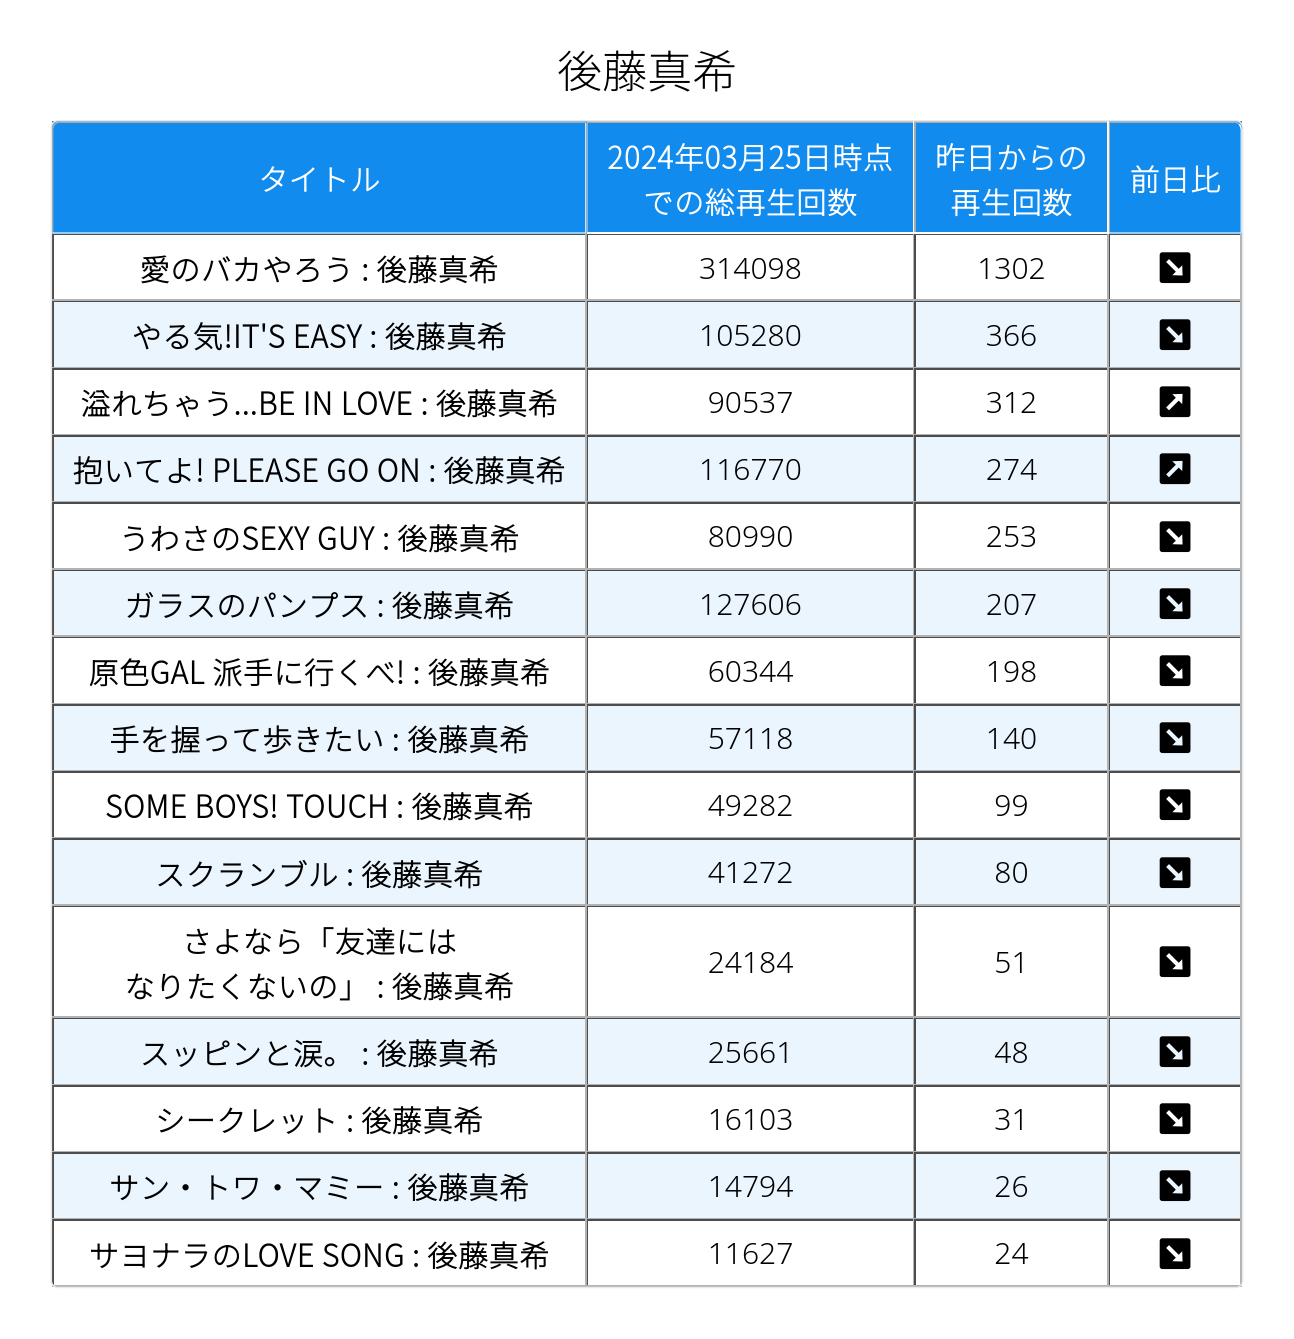 後藤真希
タイトル
2024年03月25日時点
での総再生回数
昨日からの
再生回数
前日比
愛のバカやろう : 後藤真希 314098 1302 ↘
やる気!IT'S EASY : 後藤真希 105280 366 ↘
溢れちゃう...BE IN LOVE : 後藤真希 90537 312 ↗
抱いてよ! PLEASE GO ON : 後藤真希 116770 274 ↗
うわさのSEXY GUY : 後藤真希 80990 253 ↘
ガラスのパンプス : 後藤真希 127606 207 ↘
原色GAL 派手に行くべ! : 後藤真希 60344 198 ↘
手を握って歩きたい : 後藤真希 57118 140 ↘
SOME BOYS! TOUCH : 後藤真希 49282 99 ↘
スクランブル : 後藤真希 41272 80 ↘
さよなら「友達には
なりたくないの」 : 後藤真希 24184 51 ↘
スッピンと涙。 : 後藤真希 25661 48 ↘
シークレット : 後藤真希 16103 31 ↘
サン・トワ・マミー : 後藤真希 14794 26 ↘
サヨナラのLOVE SONG : 後藤真希 11627 24 ↘